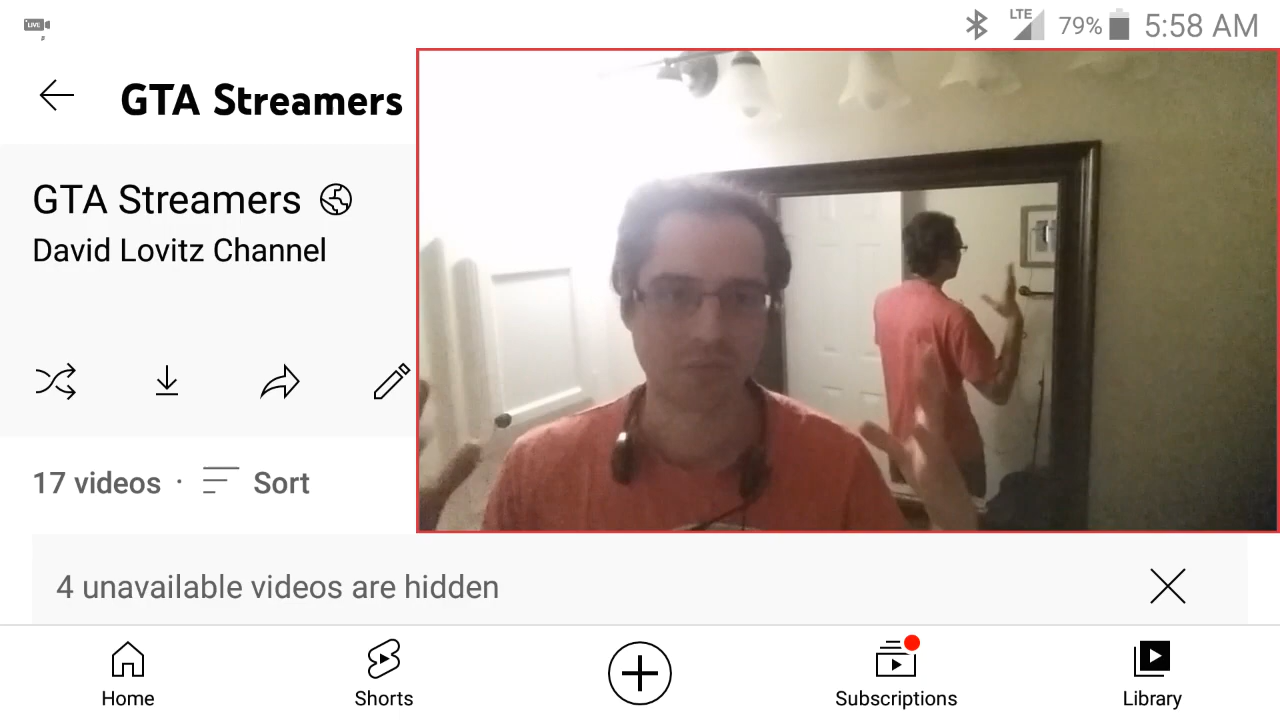 LIVE
LTE 79% 5:58 AM
GTA Streamers
GTA Streamers
David Lovitz Channel
17 videos · Sort
4 unavailable videos are hidden
Home Shorts Subscriptions Library